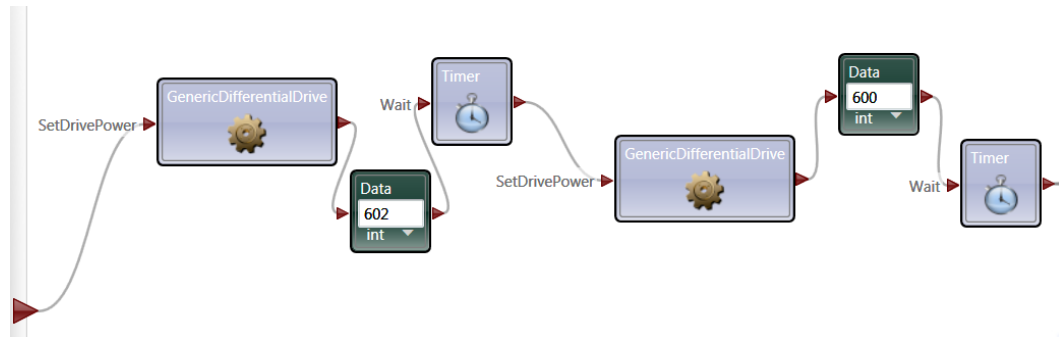 SetDrivePower
GenericDifferentialDrive
Data
602
int
Wait
Timer
SetDrivePower
GenericDifferentialDrive
Data
600
int
Wait
Timer